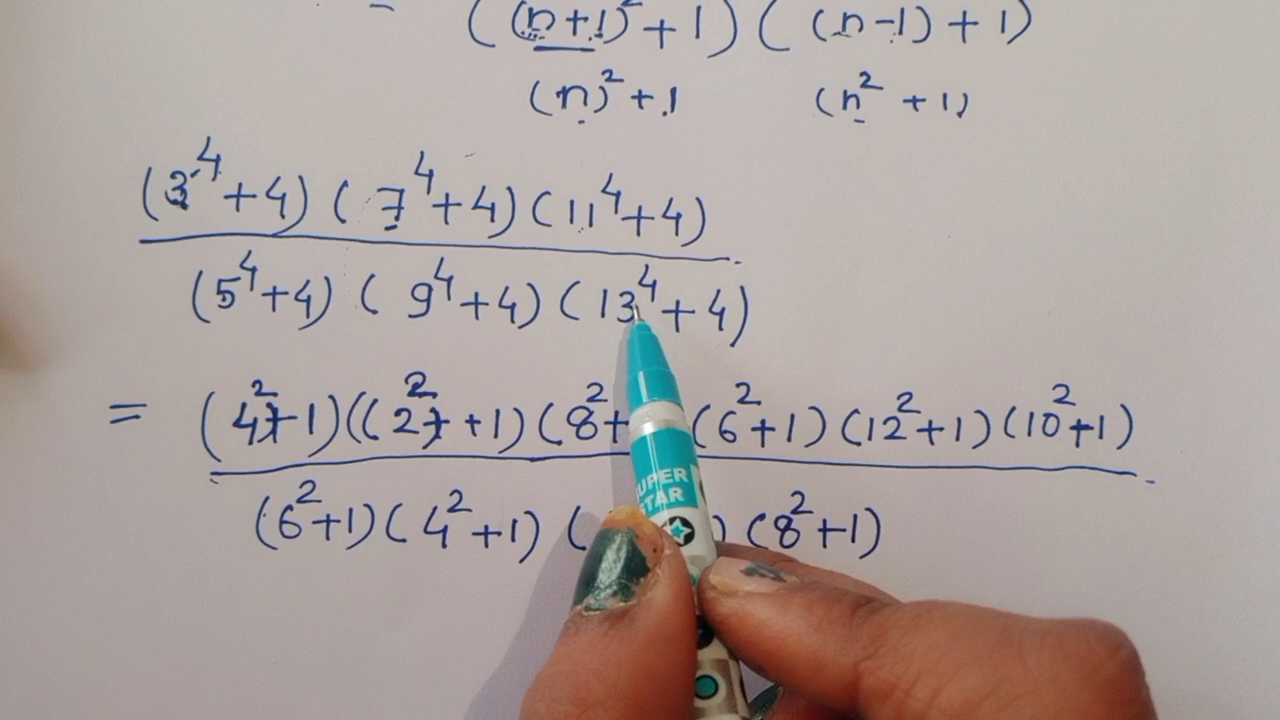 = ((n+1)²+1) ((n-1)+1)
(n)²+1 (n²+1)
(3⁴+4) (7⁴+4) (11⁴+4)
(5⁴+4) (9⁴+4) (13⁴+4)
= (4²+1)((2²+1)(8²+ (6²+1)(12²+1)(10²+1)
(6²+1)(4²+1) ( ) (8²+1)
SUPER
STAR